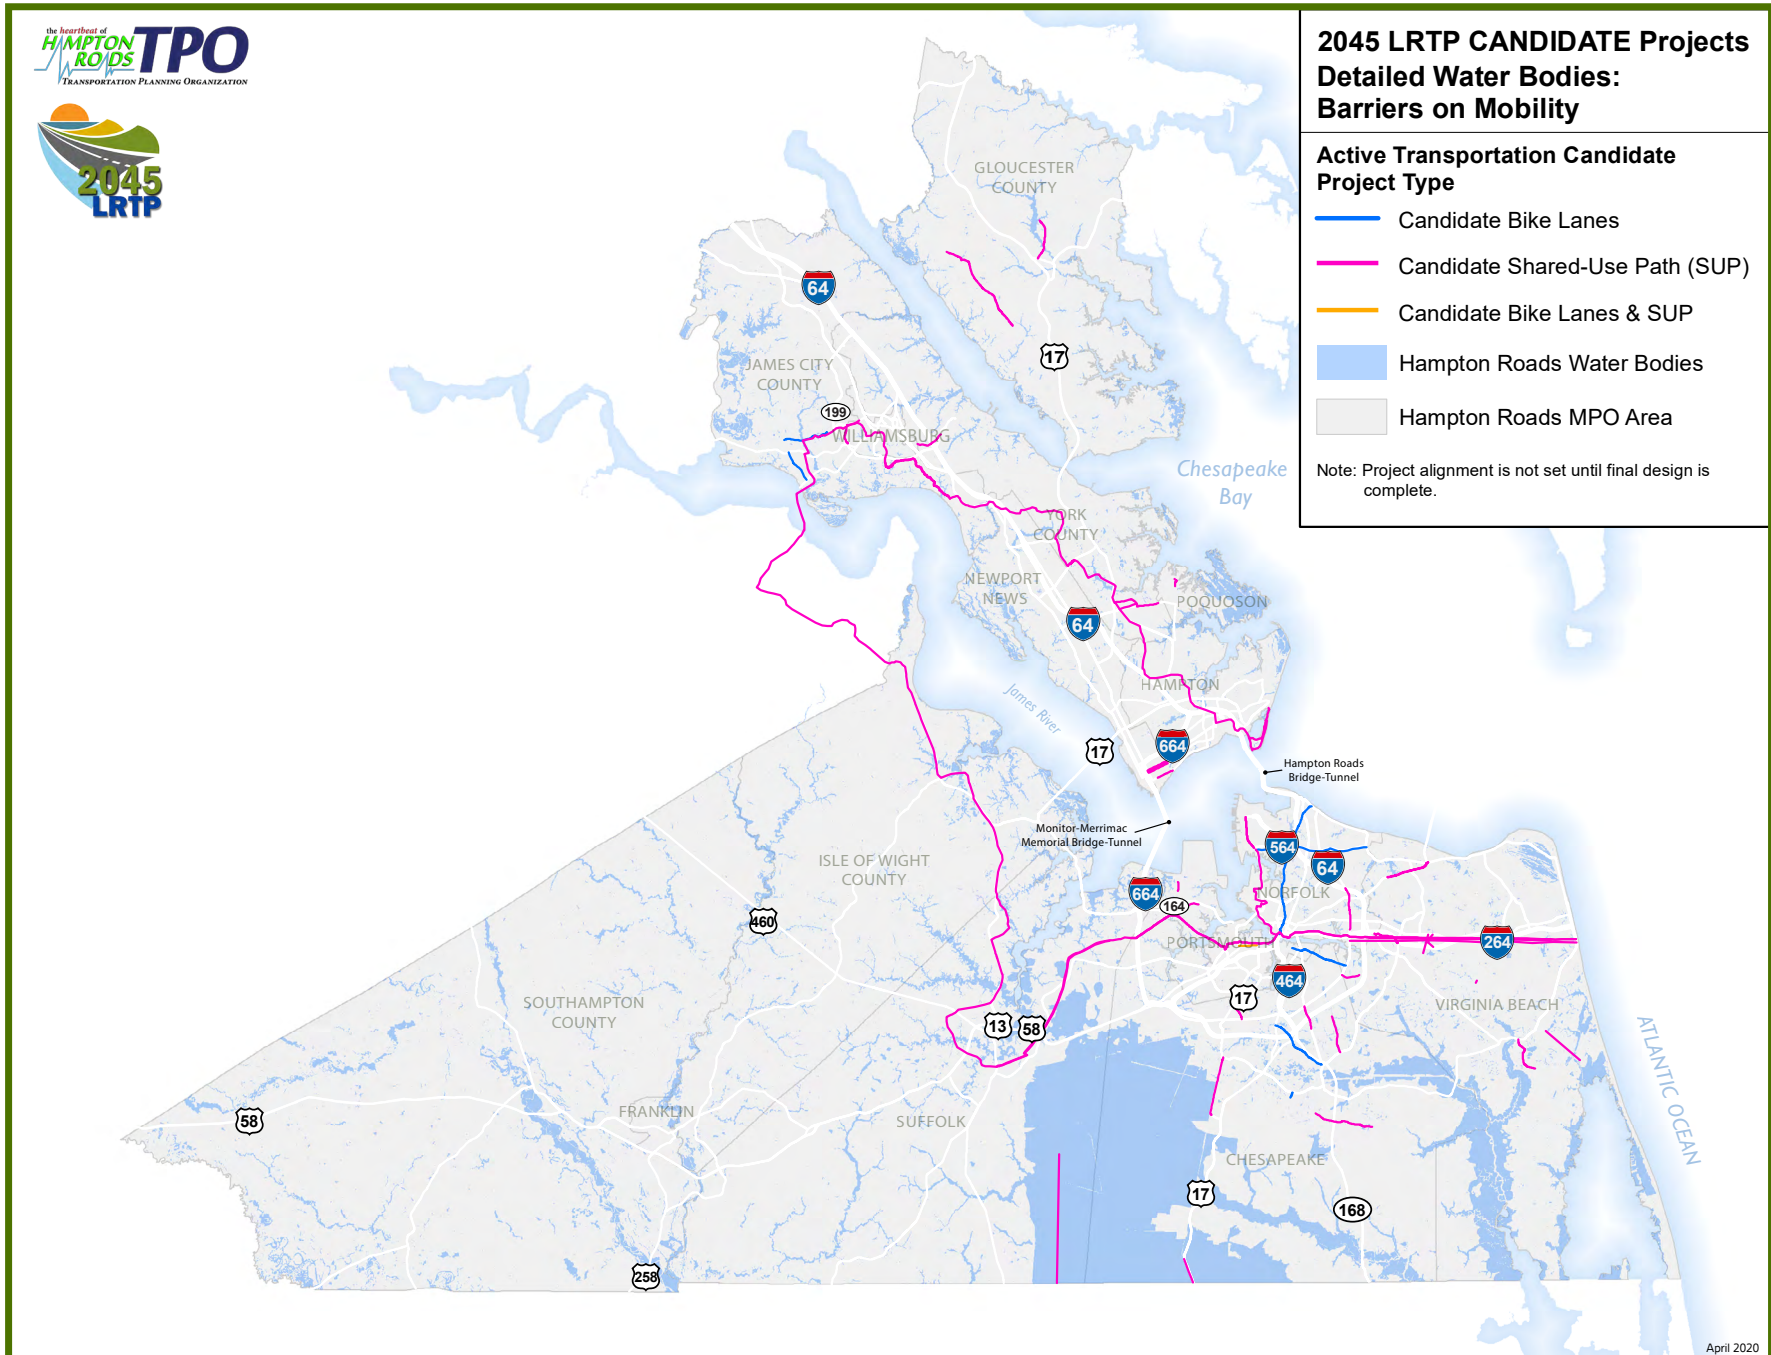 the heartbeat of
HAMPTON
ROADS
TPO
TRANSPORTATION PLANNING ORGANIZATION
2045
LRTP
2045 LRTP CANDIDATE Projects
Detailed Water Bodies:
Barriers on Mobility
Active Transportation Candidate
Project Type
Candidate Bike Lanes
Candidate Shared-Use Path (SUP)
Candidate Bike Lanes & SUP
Hampton Roads Water Bodies
Hampton Roads MPO Area
Note: Project alignment is not set until final design is
complete.
GLOUCESTER
COUNTY
64
17
JAMES CITY
COUNTY
199
WILLIAMSBURG
Chesapeake
Bay
YORK
COUNTY
NEWPORT
NEWS
POQUOSON
64
HAMPTON
James River
17
664
Hampton Roads
Bridge-Tunnel
Monitor-Merrimac
Memorial Bridge-Tunnel
ISLE OF WIGHT
COUNTY
564
64
664
164
NORFOLK
460
PORTSMOUTH
264
464
17
SOUTHAMPTON
COUNTY
13
58
VIRGINIA BEACH
ATLANTIC OCEAN
58
FRANKLIN
SUFFOLK
CHESAPEAKE
17
168
258
April 2020